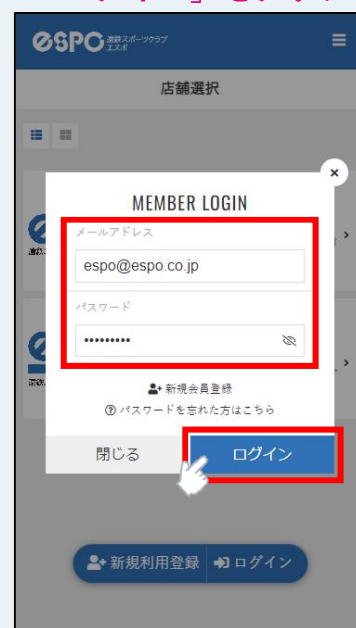 espo 遠鉄スポーツクラブ
エスポ
店舗選択
MEMBER LOGIN
メールアドレス
espo@espo.co.jp
パスワード
•••••••••
新規会員登録
パスワードを忘れた方はこちら
閉じる
ログイン
新規利用登録 ログイン